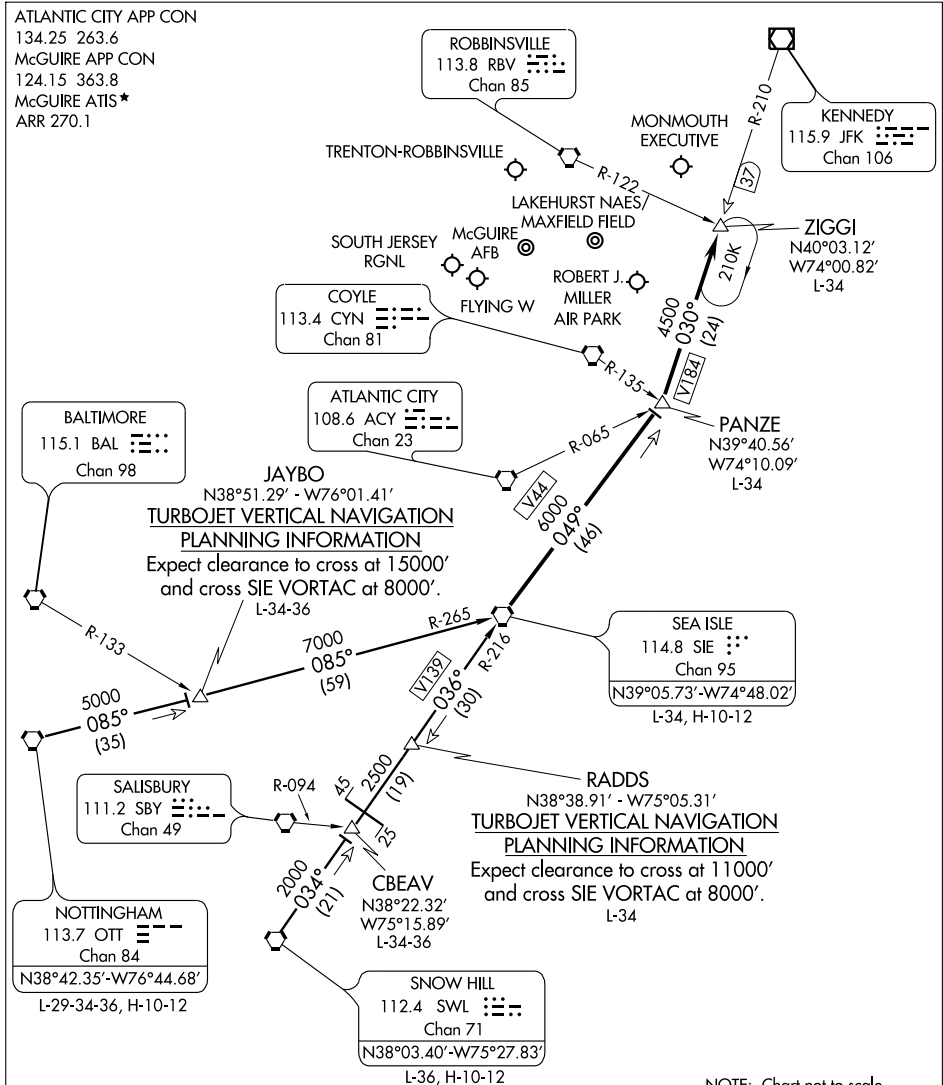 ATLANTIC CITY APP CON
134.25 263.6
McGUIRE APP CON
124.15 363.8
McGUIRE ATIS★
ARR 270.1
ROBBINSVILLE
113.8 RBV
Chan 85
R-210
KENNEDY
115.9 JFK
Chan 106
MONMOUTH
EXECUTIVE
TRENTON-ROBBINSVILLE
R-122
37
LAKEHURST NAES/
MAXFIELD FIELD
ZIGGI
N40°03.12'
W74°00.82'
L-34
210K
SOUTH JERSEY
RGNL
McGUIRE
AFB
FLYING W
ROBERT J.
MILLER
AIR PARK
COYLE
113.4 CYN
Chan 81
4500
030°
(24)
R-135
V184
ATLANTIC CITY
108.6 ACY
Chan 23
R-065
PANZE
N39°40.56'
W74°10.09'
L-34
BALTIMORE
115.1 BAL
Chan 98
JAYBO
N38°51.29' - W76°01.41'
TURBOJET VERTICAL NAVIGATION
PLANNING INFORMATION
Expect clearance to cross at 15000'
and cross SIE VORTAC at 8000'.
L-34-36
V44
6000
049°
(46)
R-133
R-265
7000
085°
(59)
R-216
SEA ISLE
114.8 SIE
Chan 95
N39°05.73'-W74°48.02'
L-34, H-10-12
5000
085°
(35)
V139
036°
(30)
RADDS
N38°38.91' - W75°05.31'
TURBOJET VERTICAL NAVIGATION
PLANNING INFORMATION
Expect clearance to cross at 11000'
and cross SIE VORTAC at 8000'.
L-34
SALISBURY
111.2 SBY
Chan 49
R-094
45
2500
(19)
25
CBEAV
N38°22.32'
W75°15.89'
L-34-36
2000
034°
(21)
NOTTINGHAM
113.7 OTT
Chan 84
N38°42.35'-W76°44.68'
L-29-34-36, H-10-12
SNOW HILL
112.4 SWL
Chan 71
N38°03.40'-W75°27.83'
L-36, H-10-12
NOTE: Chart not to scale